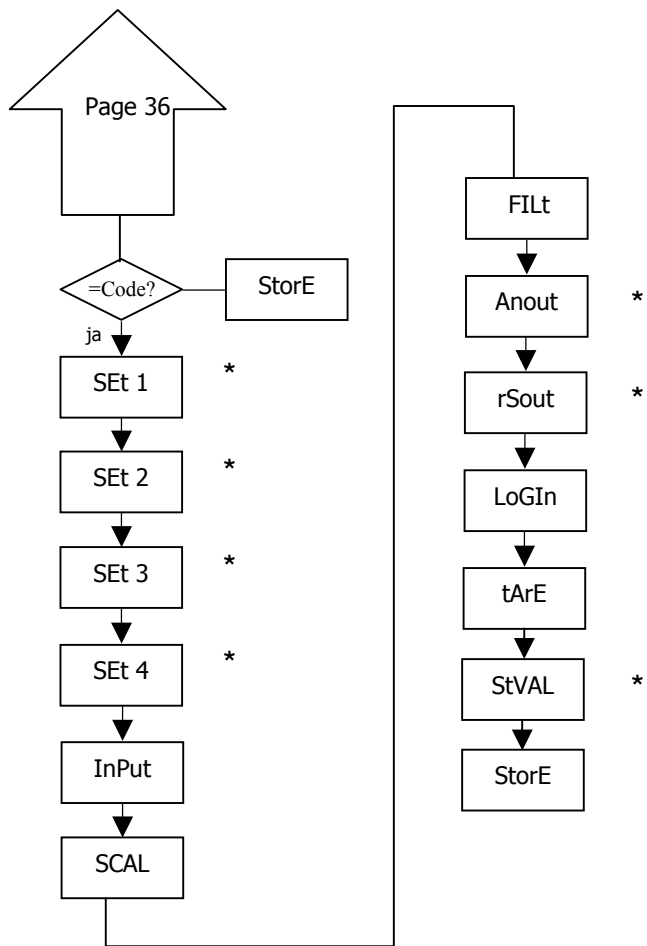 Page 36
=Code?
StorE
ja
SEt 1 *
SEt 2 *
SEt 3 *
SEt 4 *
InPut
SCAL
FILt
Anout *
rSout *
LoGIn
tArE
StVAL *
StorE